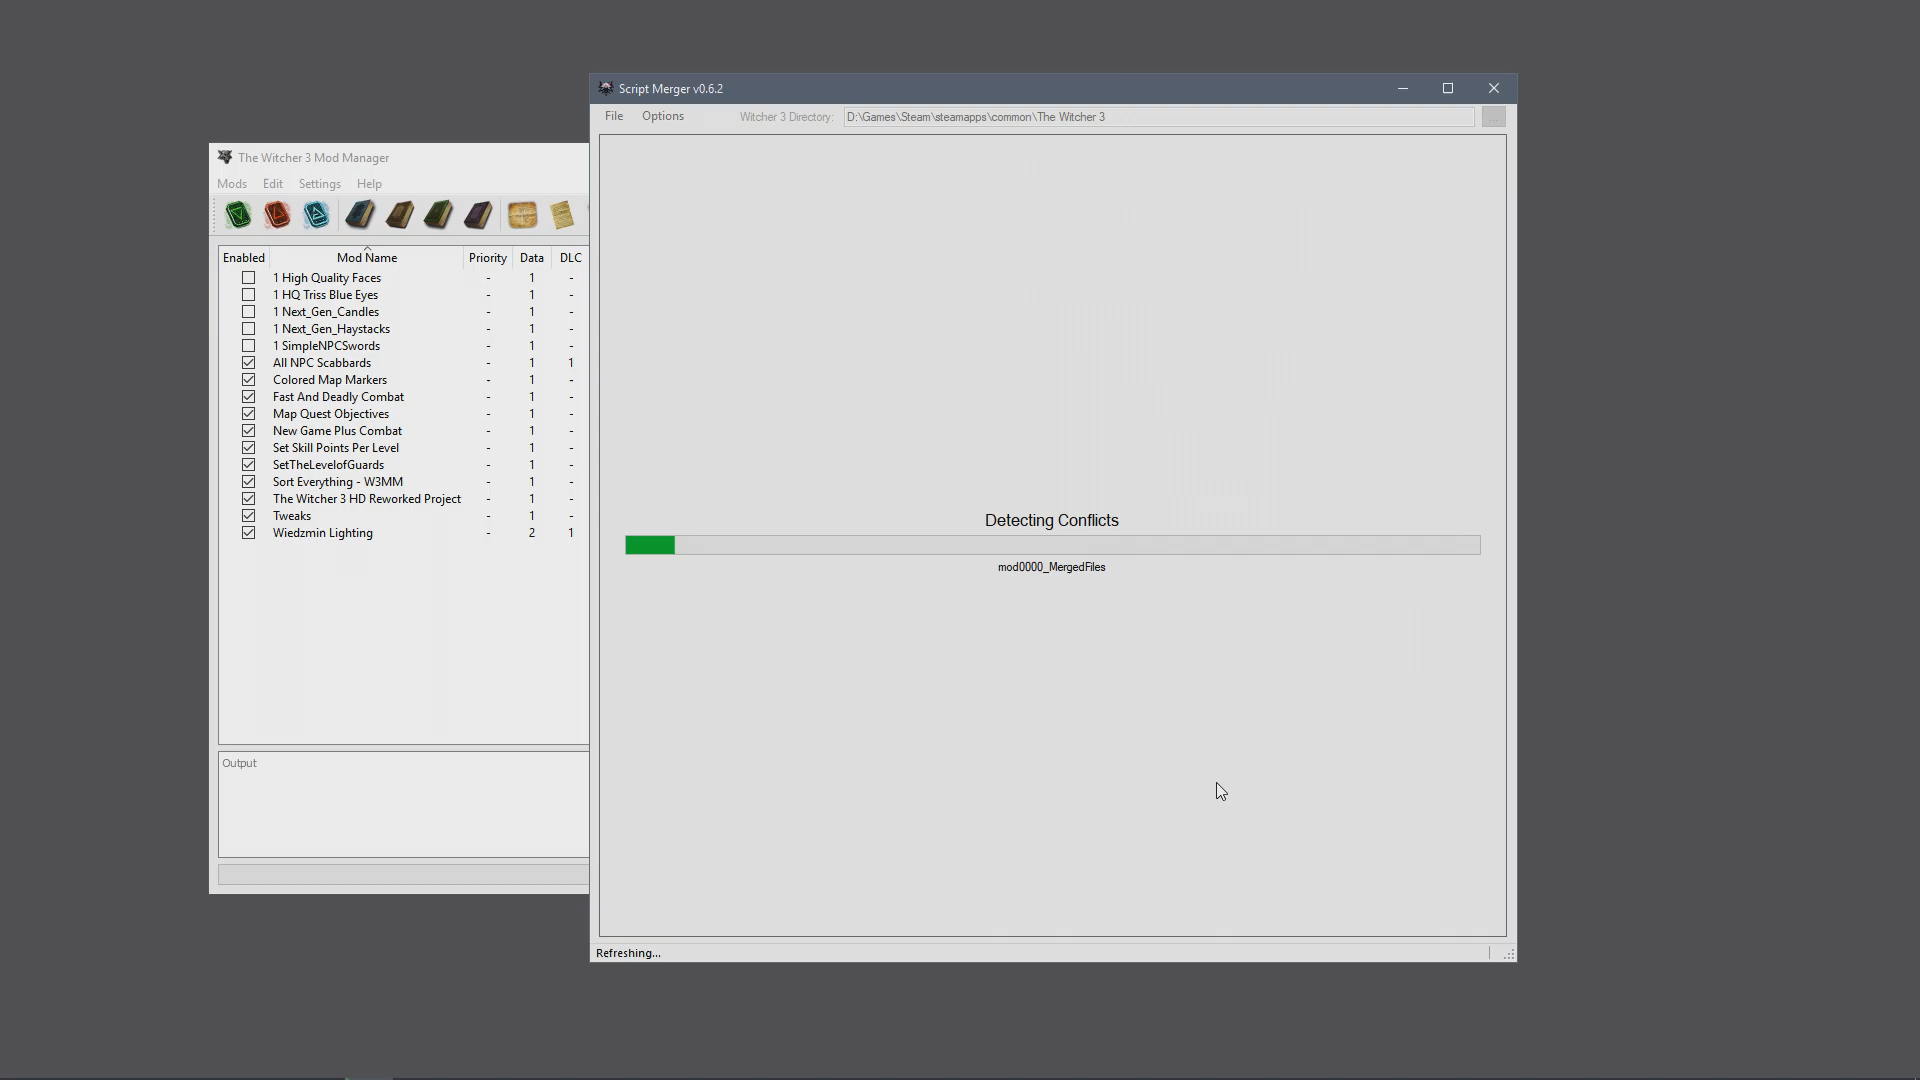 The Witcher 3 Mod Manager
Mods Edit Settings Help
Enabled Mod Name Priority Data DLC
1 High Quality Faces - 1 -
1 HQ Triss Blue Eyes - 1 -
1 Next_Gen_Candles - 1 -
1 Next_Gen_Haystacks - 1 -
1 SimpleNPCSwords - 1 -
All NPC Scabbards - 1 1
Colored Map Markers - 1 -
Fast And Deadly Combat - 1 -
Map Quest Objectives - 1 -
New Game Plus Combat - 1 -
Set Skill Points Per Level - 1 -
SetTheLevelofGuards - 1 -
Sort Everything - W3MM - 1 -
The Witcher 3 HD Reworked Project - 1 -
Tweaks - 1 -
Wiedzmin Lighting - 2 1
Output
Script Merger v0.6.2
File Options Witcher 3 Directory: D:\Games\Steam\steamapps\common\The Witcher 3 ...
Detecting Conflicts
mod0000_MergedFiles
Refreshing...